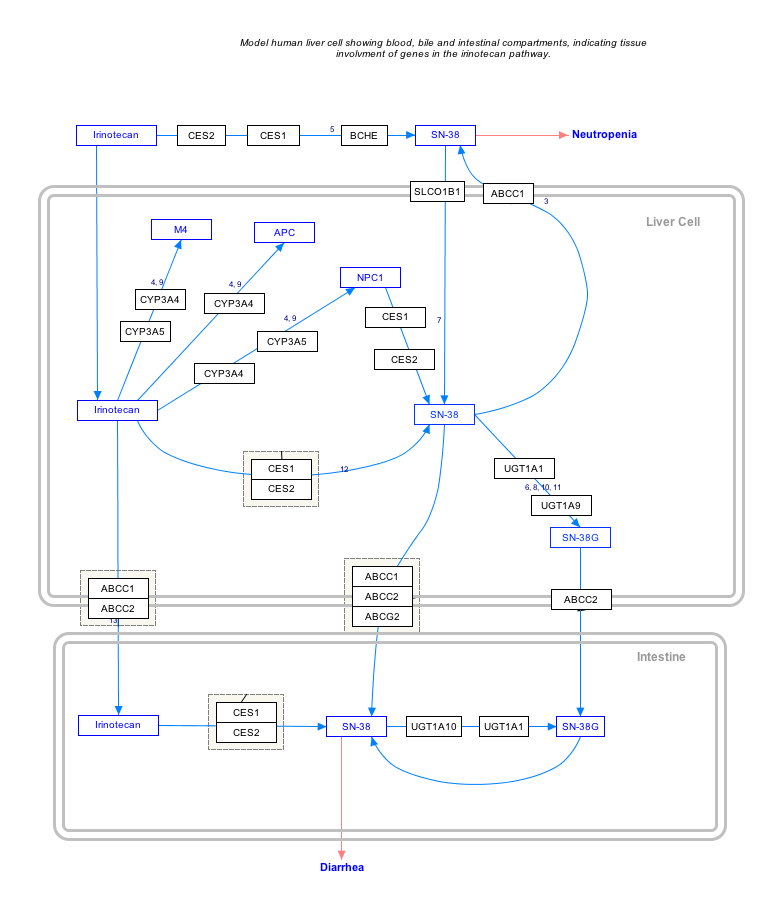 Model human liver cell showing blood, bile and intestinal compartments, indicating tissue
involvment of genes in the irinotecan pathway.
Irinotecan
CES2
CES1
5
BCHE
SN-38
Neutropenia
SLCO1B1
ABCC1
3
Liver Cell
M4
APC
NPC1
4, 9
4, 9
CYP3A4
CYP3A4
4, 9
CES1
7
CYP3A5
CYP3A5
CES2
CYP3A4
Irinotecan
SN-38
CES1
CES2
12
UGT1A1
6, 8, 10, 11
UGT1A9
SN-38G
ABCC1
ABCC2
13
ABCC1
ABCC2
ABCG2
ABCC2
Intestine
Irinotecan
CES1
CES2
SN-38
UGT1A10
UGT1A1
SN-38G
Diarrhea